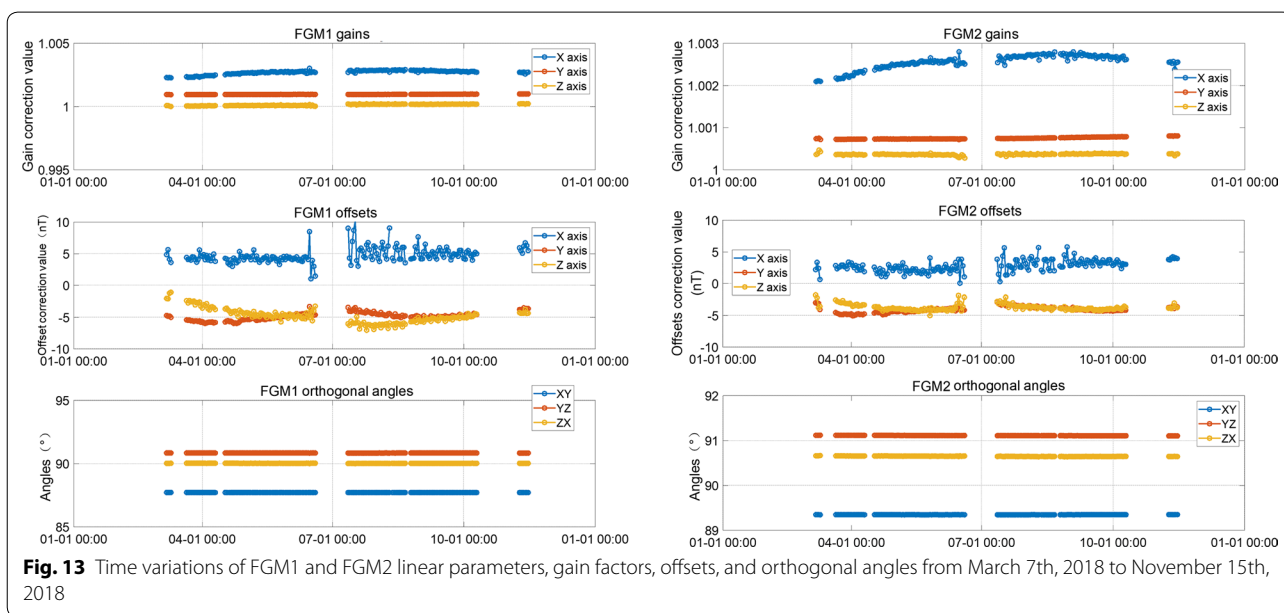 FGM1 gains
Gain correction value
1.005
1
0.995
X axis
Y axis
Z axis
01-01 00:00 04-01 00:00 07-01 00:00 10-01 00:00 01-01 00:00
FGM2 gains
Gain correction value
1.003
1.002
1.001
1
X axis
Y axis
Z axis
01-01 00:00 04-01 00:00 07-01 00:00 10-01 00:00 01-01 00:00
FGM1 offsets
Offset correction value（nT)
10
5
0
-5
-10
X axis
Y axis
Z axis
01-01 00:00 04-01 00:00 07-01 00:00 10-01 00:00 01-01 00:00
FGM2 offsets
Offsets correction value
(nT)
10
5
0
-5
-10
X axis
Y axis
Z axis
01-01 00:00 04-01 00:00 07-01 00:00 10-01 00:00 01-01 00:00
FGM1 orthogonal angles
Angles（°）
95
90
85
XY
YZ
ZX
01-01 00:00 04-01 00:00 07-01 00:00 10-01 00:00 01-01 00:00
FGM2 orthogonal angles
Angles（°）
92
91
90
89
XY
YZ
ZX
01-01 00:00 04-01 00:00 07-01 00:00 10-01 00:00 01-01 00:00
Fig. 13 Time variations of FGM1 and FGM2 linear parameters, gain factors, offsets, and orthogonal angles from March 7th, 2018 to November 15th,
2018